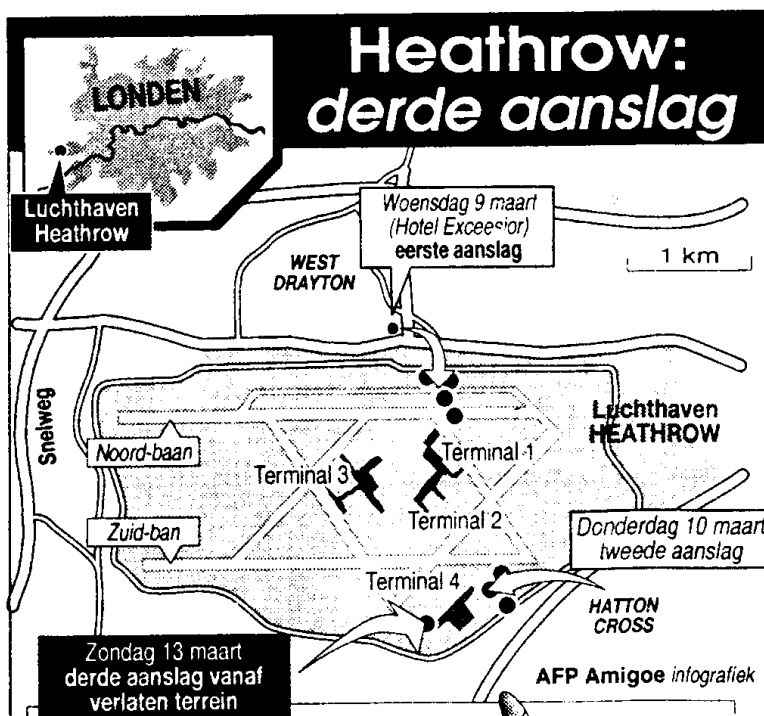 Heathrow:
derde aanslag
LONDEN
Luchthaven
Heathrow
Woensdag 9 maart
(Hotel Exceesior)
eerste aanslag
WEST
DRAYTON
1 km
Snelweg
Luchthaven
HEATHROW
Noord-baan
Terminal 1
Terminal 3
Terminal 2
Zuid-ban
Donderdag 10 maart
tweede aanslag
Terminal 4
HATTON
CROSS
Zondag 13 maart
derde aanslag vanaf
verlaten terrein
AFP Amigoe infografiek